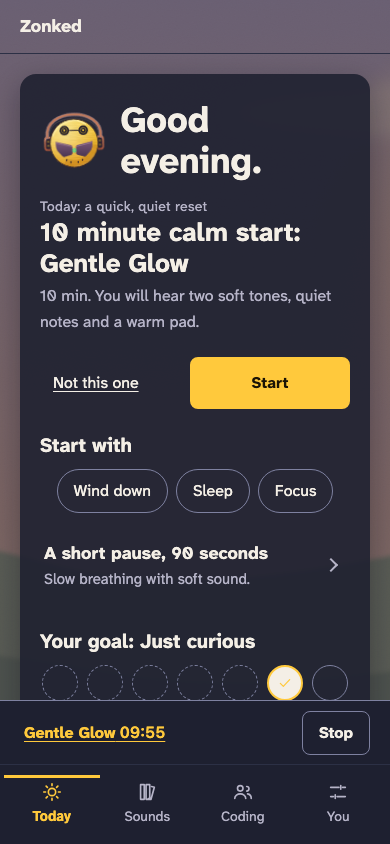 Zonked
Good
evening.
Today: a quick, quiet reset
10 minute calm start:
Gentle Glow
10 min. You will hear two soft tones, quiet
notes and a warm pad.
Not this one
Start
Start with
Wind down
Sleep
Focus
A short pause, 90 seconds
Slow breathing with soft sound.
Your goal: Just curious
Gentle Glow 09:55
Stop
Today
Sounds
Coding
You